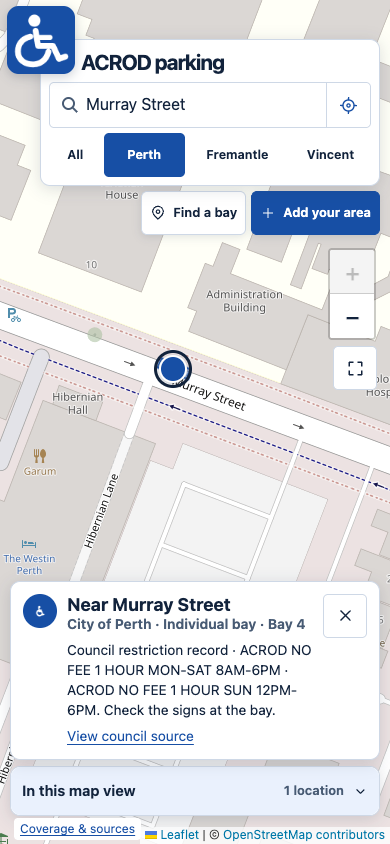 ACROD parking
Murray Street
All
Perth
Fremantle
Vincent
House
Find a bay
+ Add your area
10
Administration
Building
+
−
Murray Street
Hibernian
Hall
Garum
Hibernian Lane
The Westin
Perth
Near Murray Street
City of Perth · Individual bay · Bay 4
Council restriction record · ACROD NO
FEE 1 HOUR MON-SAT 8AM-6PM ·
ACROD NO FEE 1 HOUR SUN 12PM-
6PM. Check the signs at the bay.
View council source
In this map view
1 location
Coverage & sources
Leaflet | © OpenStreetMap contributors